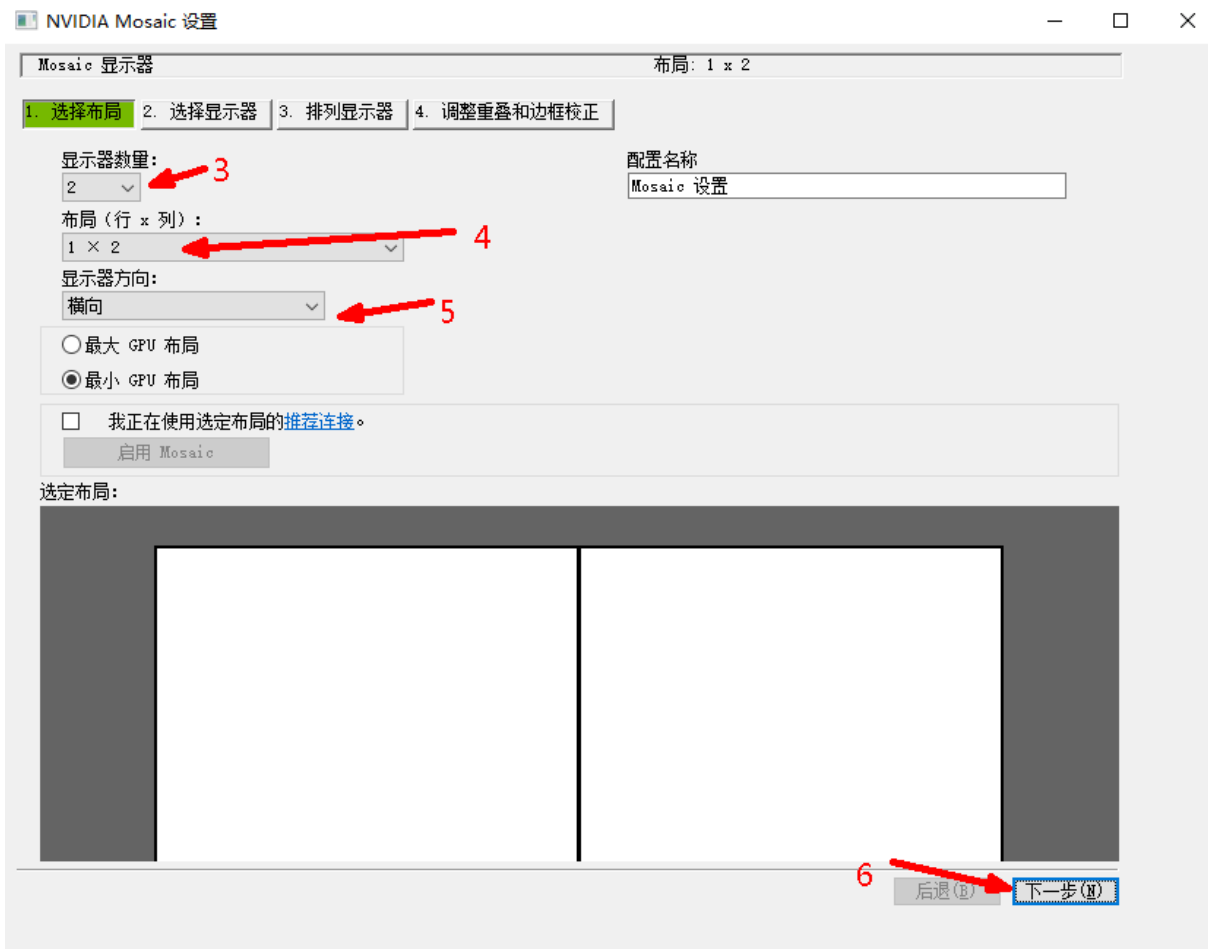 NVIDIA Mosaic 设置
Mosaic 显示器 布局: 1 x 2
1. 选择布局 2. 选择显示器 3. 排列显示器 4. 调整重叠和边框校正
显示器数量: 配置名称
2 3 Mosaic 设置
布局（行 x 列）:
1 × 2 4
显示器方向:
横向 5
最大 GPU 布局
最小 GPU 布局
我正在使用选定布局的推荐连接。
启用 Mosaic
选定布局:
6 后退(B) 下一步(N)